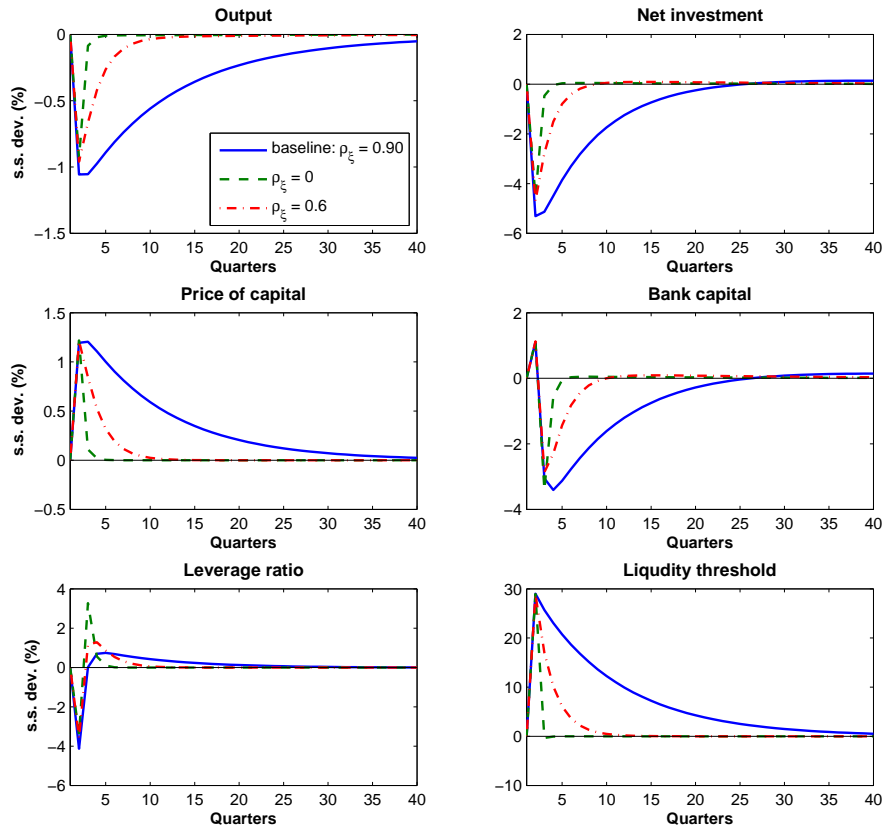 Output
s.s. dev. (%)
0
−0.5
−1
−1.5
5 10 15 20 25 30 35 40
Quarters
baseline: ρξ = 0.90
ρξ = 0
ρξ = 0.6
Net investment
2
0
−2
−4
−6
5 10 15 20 25 30 35 40
Quarters
Price of capital
s.s. dev. (%)
1.5
1
0.5
0
−0.5
5 10 15 20 25 30 35 40
Quarters
Bank capital
2
0
−2
−4
5 10 15 20 25 30 35 40
Quarters
Leverage ratio
s.s. dev. (%)
4
2
0
−2
−4
−6
5 10 15 20 25 30 35 40
Quarters
Liqudity threshold
30
20
10
0
−10
5 10 15 20 25 30 35 40
Quarters